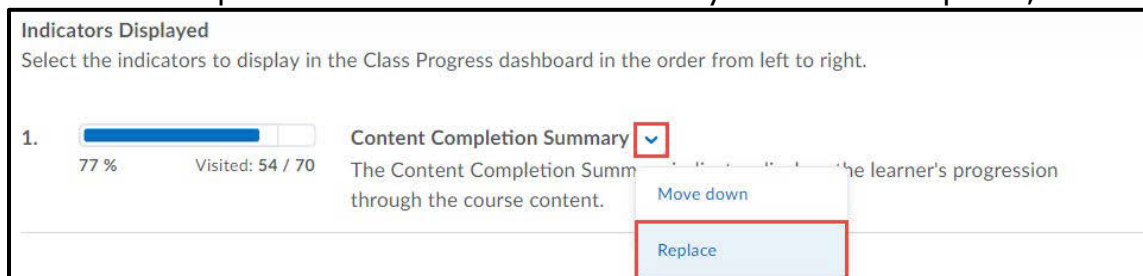 Indicators Displayed
Select the indicators to display in the Class Progress dashboard in the order from left to right.
1.
77 %
Visited: 54 / 70
Content Completion Summary
The Content Completion Summ he learner's progression
through the course content.
Move down
Replace